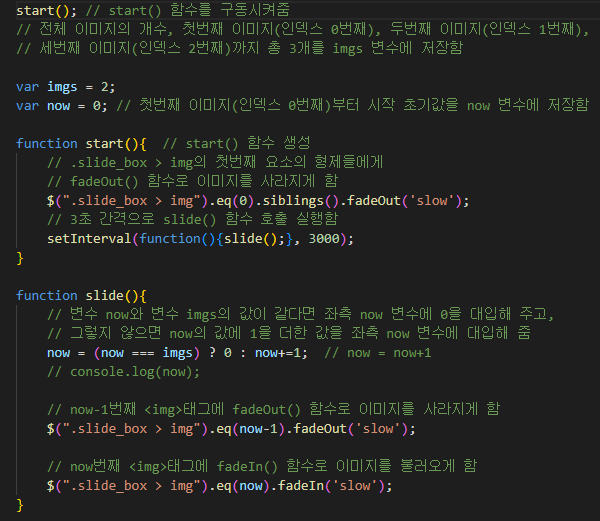 start(); // start() 함수를 구동시켜줌
// 전체 이미지의 개수, 첫번째 이미지(인덱스 0번째), 두번째 이미지(인덱스 1번째),
// 세번째 이미지(인덱스 2번째)까지 총 3개를 imgs 변수에 저장함
var imgs = 2;
var now = 0; // 첫번째 이미지(인덱스 0번째)부터 시작 초기값을 now 변수에 저장함
function start(){  // start() 함수 생성
// .slide_box > img의 첫번째 요소의 형제들에게
// fadeOut() 함수로 이미지를 사라지게 함
$(".slide_box > img").eq(0).siblings().fadeOut('slow');
// 3초 간격으로 slide() 함수 호출 실행함
setInterval(function(){slide();}, 3000);
}
function slide(){
// 변수 now와 변수 imgs의 값이 같다면 좌측 now 변수에 0을 대입해 주고,
// 그렇지 않으면 now의 값에 1을 더한 값을 좌측 now 변수에 대입해 줌
now = (now === imgs) ? 0 : now+=1;  // now = now+1
// console.log(now);
// now-1번째 <img>태그에 fadeOut() 함수로 이미지를 사라지게 함
$(".slide_box > img").eq(now-1).fadeOut('slow');
// now번째 <img>태그에 fadeIn() 함수로 이미지를 불러오게 함
$(".slide_box > img").eq(now).fadeIn('slow');
}